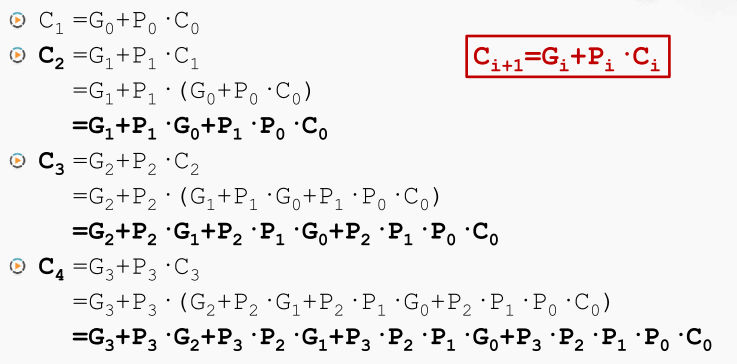 C₁ =G₀+P₀·C₀
C₂ =G₁+P₁·C₁
Cᵢ₊₁=Gᵢ+Pᵢ·Cᵢ
=G₁+P₁·(G₀+P₀·C₀)
=G₁+P₁·G₀+P₁·P₀·C₀
C₃ =G₂+P₂·C₂
=G₂+P₂·(G₁+P₁·G₀+P₁·P₀·C₀)
=G₂+P₂·G₁+P₂·P₁·G₀+P₂·P₁·P₀·C₀
C₄ =G₃+P₃·C₃
=G₃+P₃·(G₂+P₂·G₁+P₂·P₁·G₀+P₂·P₁·P₀·C₀)
=G₃+P₃·G₂+P₃·P₂·G₁+P₃·P₂·P₁·G₀+P₃·P₂·P₁·P₀·C₀